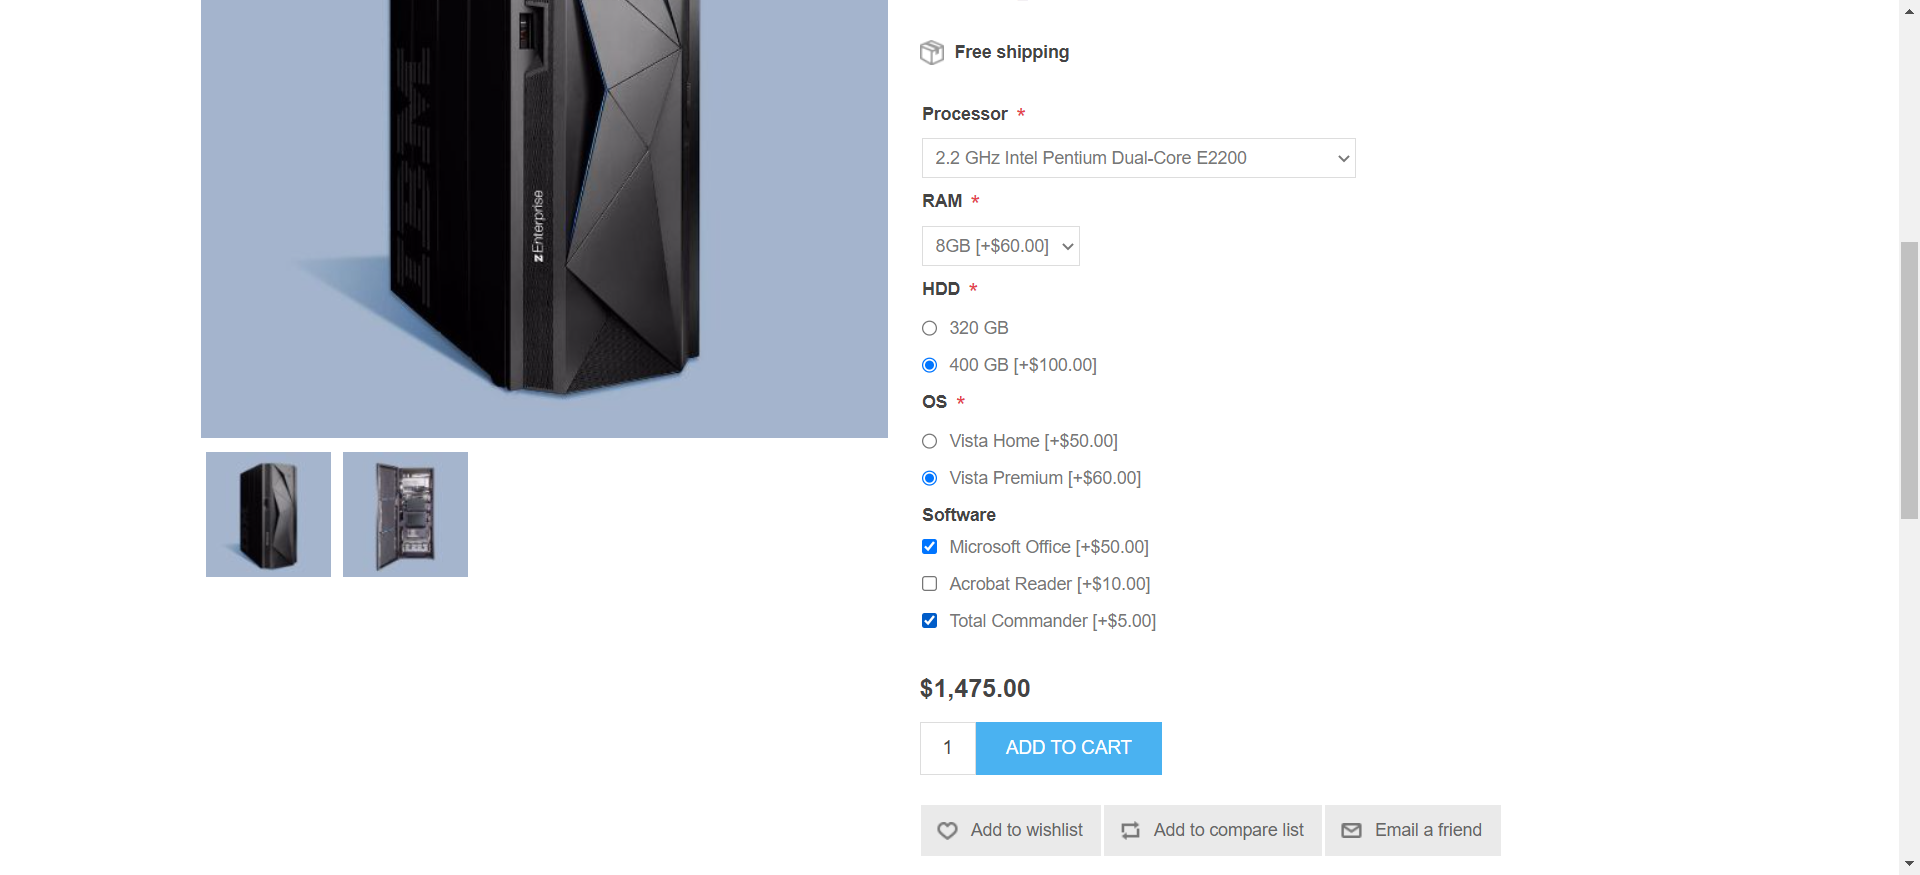 Free shipping
Processor *
2.2 GHz Intel Pentium Dual-Core E2200
RAM *
8GB [+$60.00]
HDD *
320 GB
400 GB [+$100.00]
OS *
Vista Home [+$50.00]
Vista Premium [+$60.00]
Software
Microsoft Office [+$50.00]
Acrobat Reader [+$10.00]
Total Commander [+$5.00]
$1,475.00
1 ADD TO CART
Add to wishlist
Add to compare list
Email a friend
IBM
zEnterprise